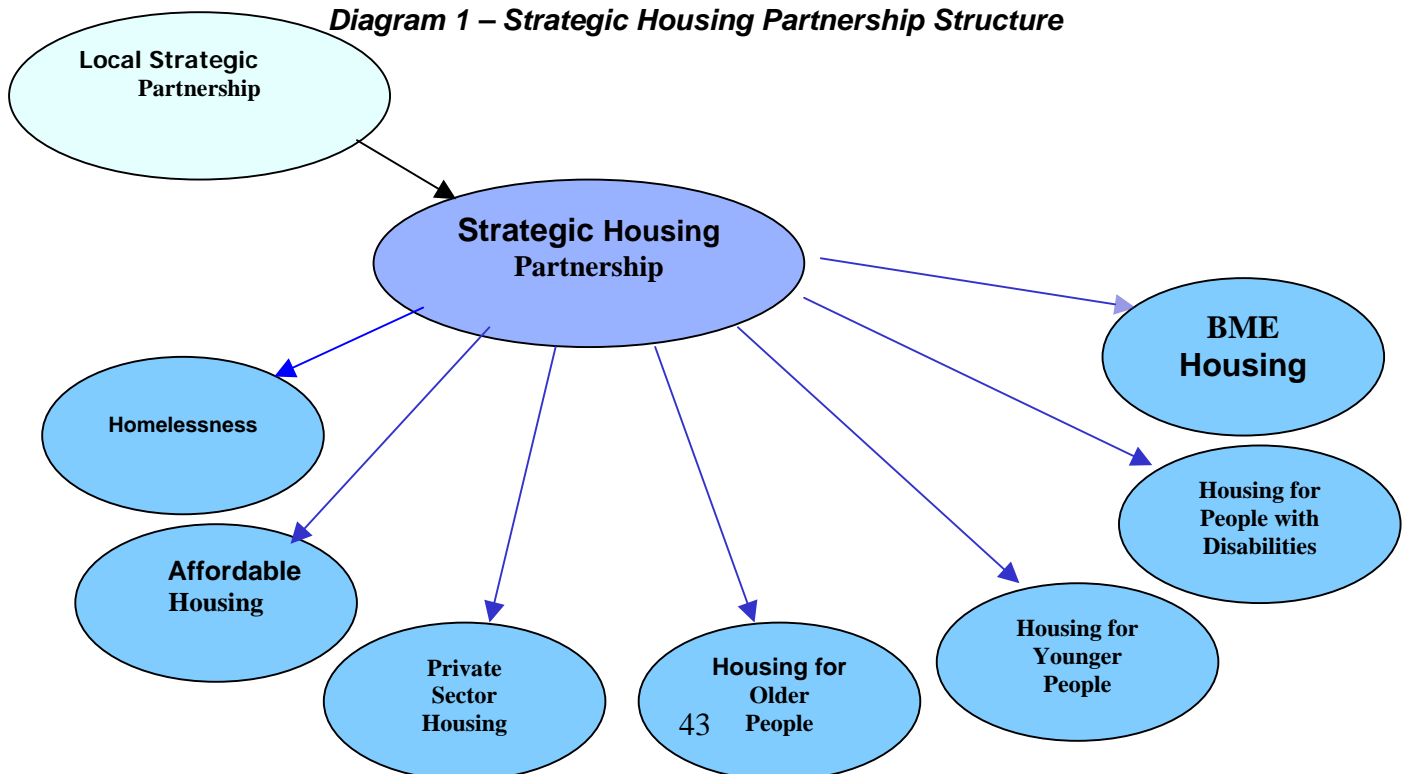 Diagram 1 – Strategic Housing Partnership Structure
Local Strategic
Partnership
Strategic Housing
Partnership
BME
Housing
Homelessness
Housing for
People with
Disabilities
Affordable
Housing
Housing for
Younger
People
Private
Sector
Housing
Housing for
Older
People
43